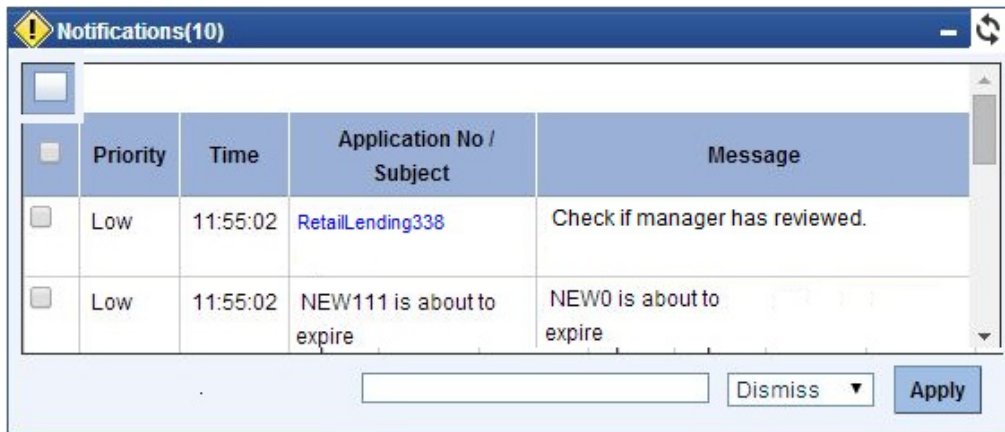 Notifications(10)
Priority Time Application No / Subject Message
Low 11:55:02 RetailLending338 Check if manager has reviewed.
Low 11:55:02 NEW111 is about to expire NEW0 is about to expire
Dismiss Apply